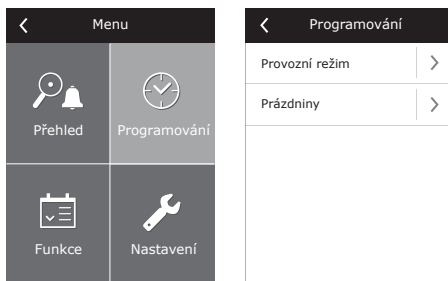 Menu
Přehled
Programování
Funkce
Nastavení
Programování
Provozní režim
Prázdniny